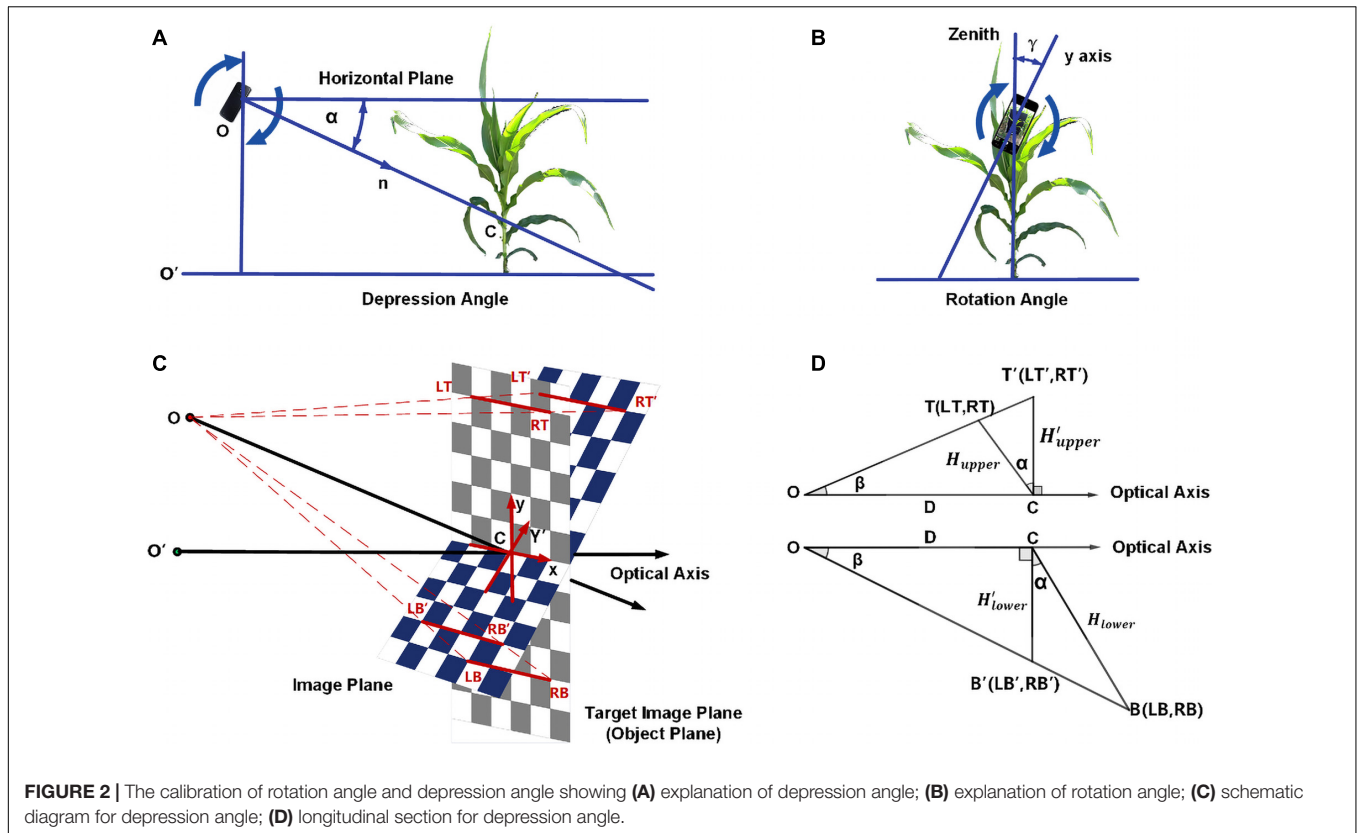 A
Horizontal Plane
α
O
n
C
O'
Depression Angle
B
Zenith
γ
y axis
Rotation Angle
C
LT
LT'
RT
RT'
O
y
C
Y'
x
O'
Optical Axis
LB'
RB'
LB
RB
Image Plane
Target Image Plane
(Object Plane)
D
T'(LT',RT')
T(LT,RT)
H'upper
Hupper
α
β
O
D
C
Optical Axis
O
D
C
Optical Axis
β
α
H'lower
Hlower
B'(LB',RB')
B(LB,RB)
FIGURE 2 | The calibration of rotation angle and depression angle showing (A) explanation of depression angle; (B) explanation of rotation angle; (C) schematic
diagram for depression angle; (D) longitudinal section for depression angle.